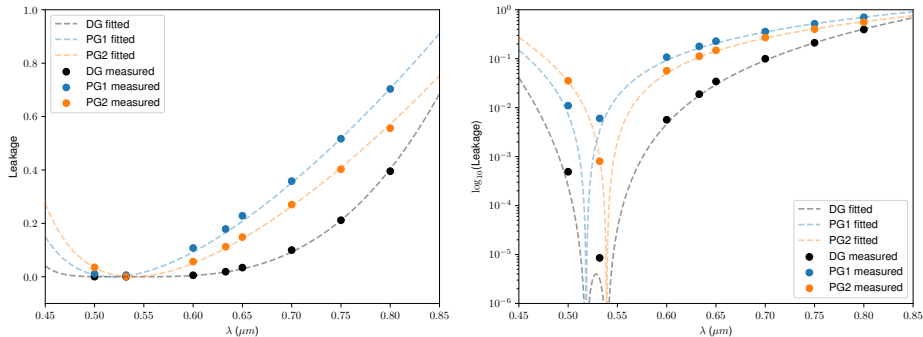 1.0
0.8
0.6
0.4
0.2
0.0
Leakage
DG fitted
PG1 fitted
PG2 fitted
DG measured
PG1 measured
PG2 measured
0.45 0.50 0.55 0.60 0.65 0.70 0.75 0.80 0.85
λ (μm)
10⁰
10⁻¹
10⁻²
10⁻³
10⁻⁴
10⁻⁵
10⁻⁶
log₁₀(Leakage)
DG fitted
PG1 fitted
PG2 fitted
DG measured
PG1 measured
PG2 measured
0.45 0.50 0.55 0.60 0.65 0.70 0.75 0.80 0.85
λ (μm)